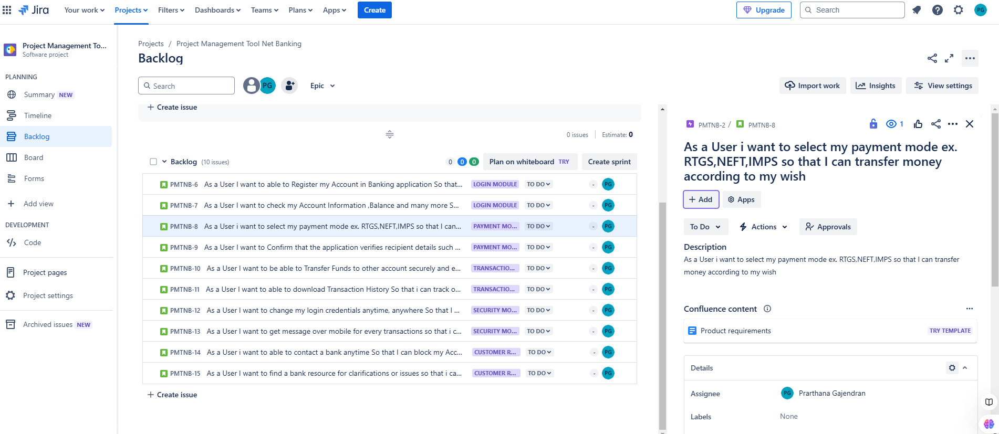 Jira Your work Projects Filters Dashboards Teams Plans Apps Create Upgrade Search PG
Project Management To...
Software project
PLANNING
Summary NEW
Timeline
Backlog
Board
Forms
Add view
DEVELOPMENT
Code
Project pages
Project settings
Archived issues NEW
Projects / Project Management Tool Net Banking
Backlog
Search PG Epic Import work Insights View settings
Create issue
0 issues Estimate: 0
Backlog (10 issues) 0 0 0 Plan on whiteboard TRY Create sprint
PMTNB-6 As a User I want to able to Register my Account in Banking application So that... LOGIN MODULE TO DO - PG
PMTNB-7 As a User I want to check my Account Information ,Balance and many more S... LOGIN MODULE TO DO - PG
PMTNB-8 As a User i want to select my payment mode ex. RTGS,NEFT,IMPS so that I can... PAYMENT MO... TO DO - PG
PMTNB-9 As a User I want to Confirm that the application verifies recipient details such ... PAYMENT MO... TO DO - PG
PMTNB-10 As a User I want to be able to Transfer Funds to other account securely and e... TRANSACTIO... TO DO - PG
PMTNB-11 As a User I want to able to download Transaction History So that i can track o... TRANSACTIO... TO DO - PG
PMTNB-12 As a User I want to change my login credentials anytime, anywhere So that I ... SECURITY MO... TO DO - PG
PMTNB-13 As a User I want to get message over mobile for every transactions so that i c... SECURITY MO... TO DO - PG
PMTNB-14 As a User i want to able to contact a bank anytime So that I can block my Acc... CUSTOMER R... TO DO - PG
PMTNB-15 As a User I want to find a bank resource for clarifications or issues so that i ca... CUSTOMER R... TO DO - PG
Create issue
PMTNB-2 / PMTNB-8 1
As a User i want to select my payment mode ex.
RTGS,NEFT,IMPS so that I can transfer money
according to my wish
Add Apps
To Do Actions Approvals
Description
As a User i want to select my payment mode ex. RTGS,NEFT,IMPS so that I can transfer
money according to my wish
Confluence content
Product requirements TRY TEMPLATE
Details
Assignee PG Prarthana Gajendran
Labels None